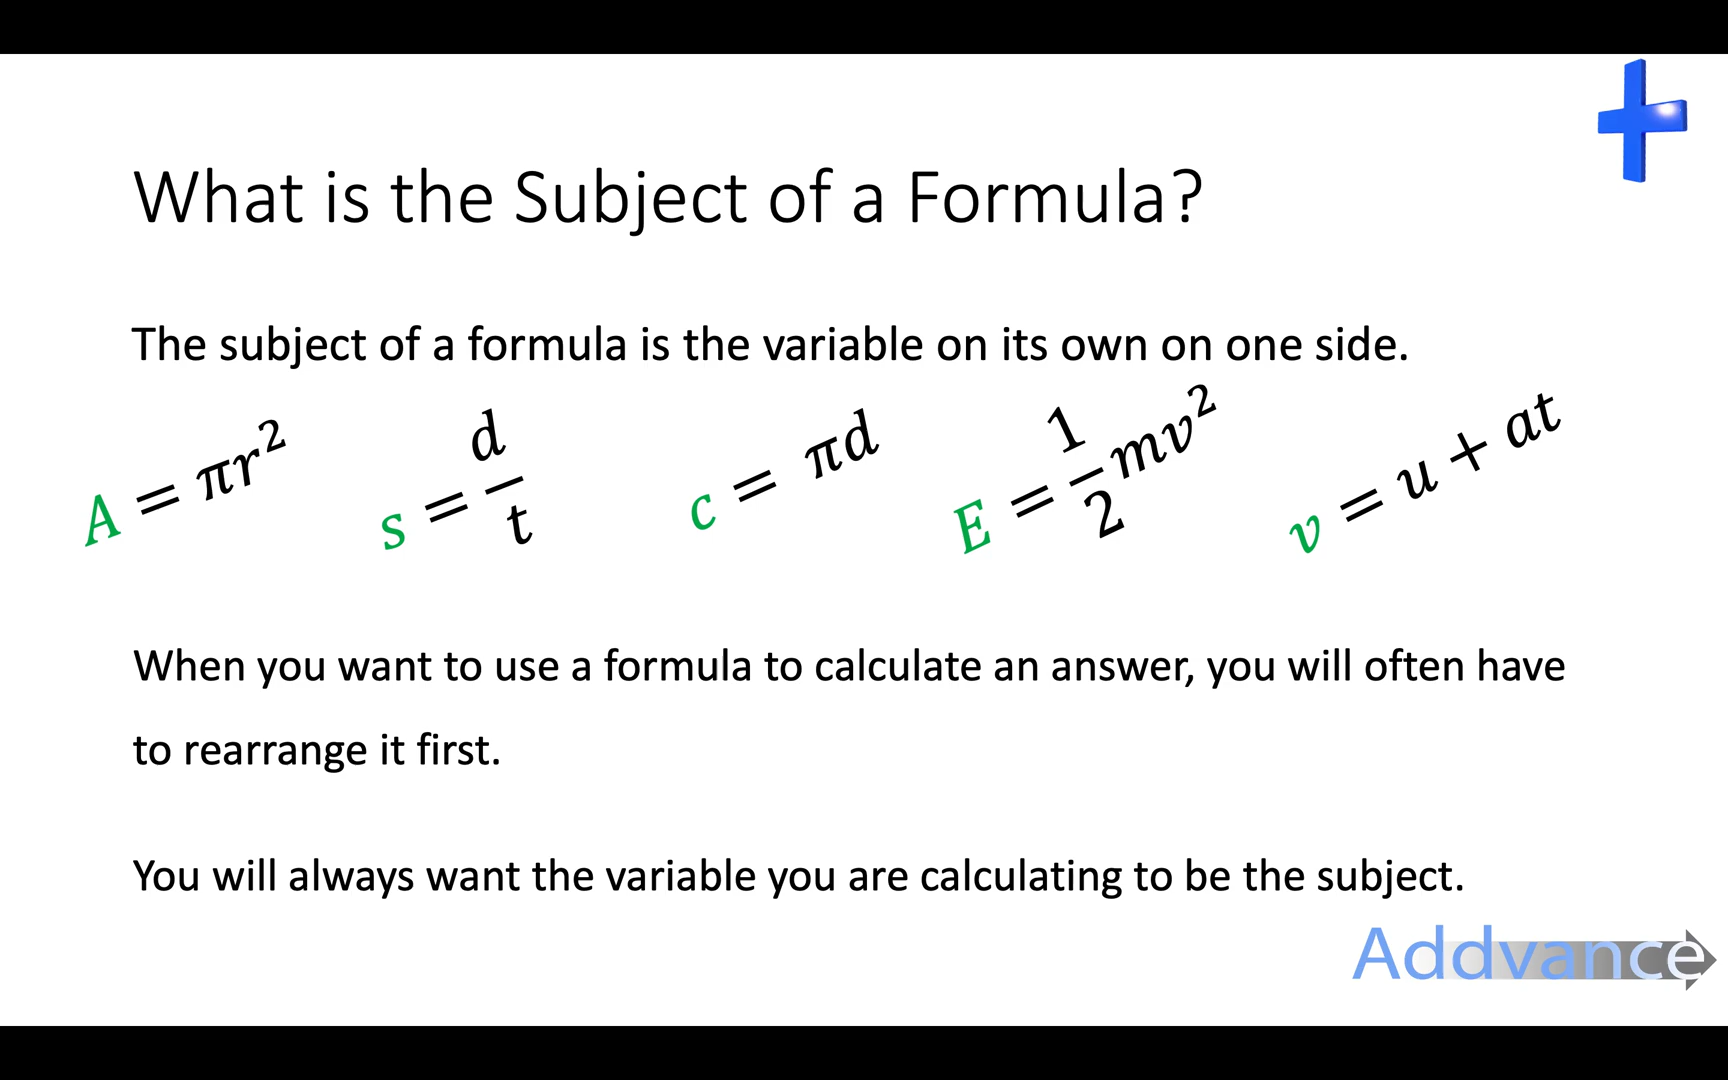 What is the Subject of a Formula?
The subject of a formula is the variable on its own on one side.
A = πr²
s = d/t
c = πd
E = 1/2 mv²
v = u + at
When you want to use a formula to calculate an answer, you will often have
to rearrange it first.
You will always want the variable you are calculating to be the subject.
Addvance